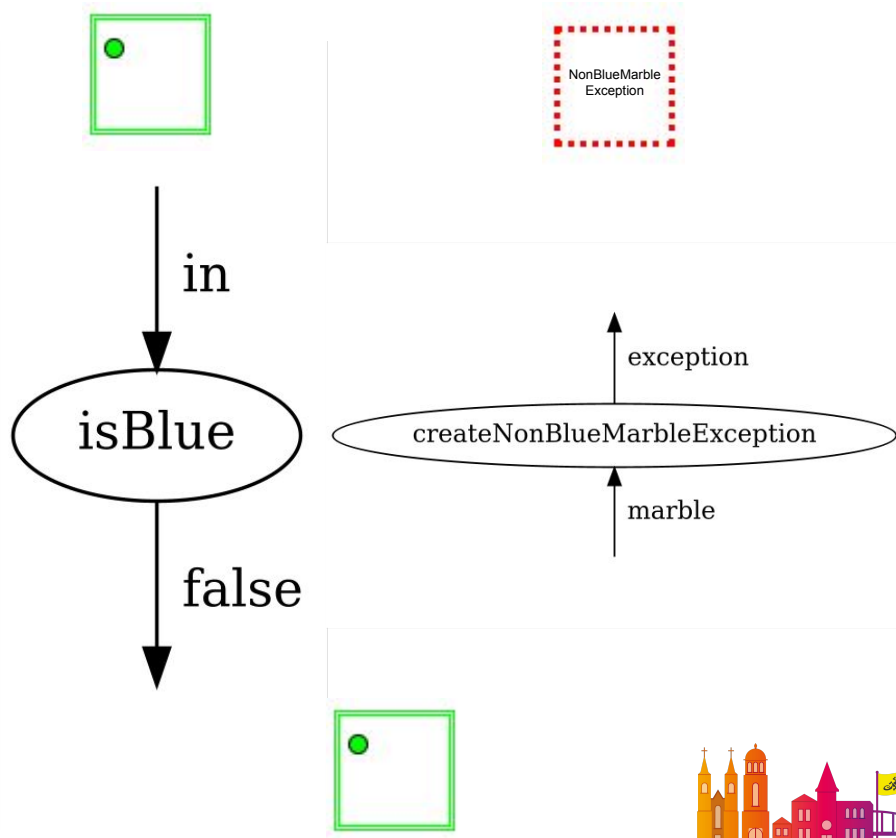 NonBlueMarble
Exception
in
isBlue
false
exception
createNonBlueMarbleException
marble